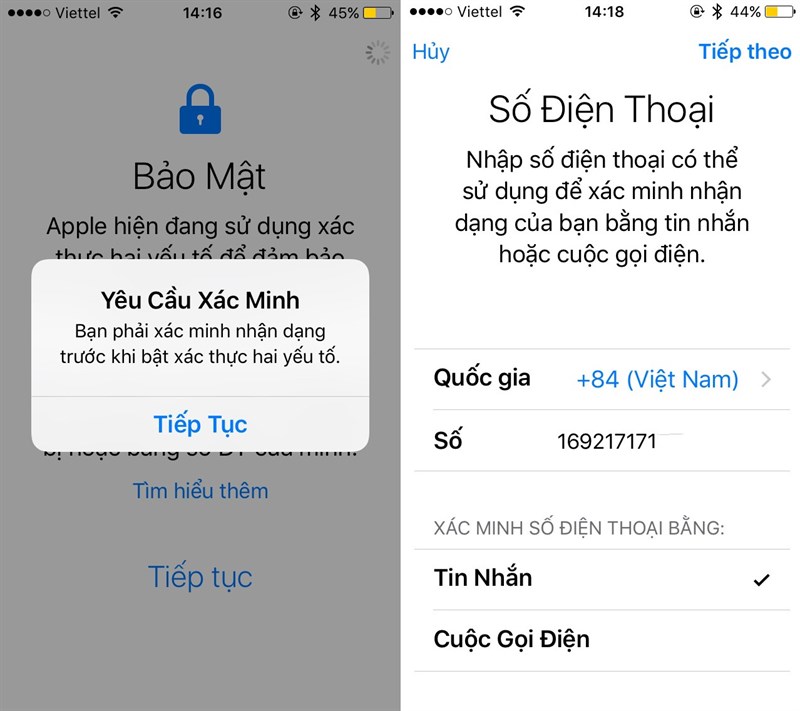 Viettel 14:16 45%
Bảo Mật
Apple hiện đang sử dụng xác
thực hai yếu tố để đảm bảo
Yêu Cầu Xác Minh
Bạn phải xác minh nhận dạng
trước khi bật xác thực hai yếu tố.
Tiếp Tục
Tìm hiểu thêm
Tiếp tục
Viettel 14:18 44%
Hủy Tiếp theo
Số Điện Thoại
Nhập số điện thoại có thể
sử dụng để xác minh nhận
dạng của bạn bằng tin nhắn
hoặc cuộc gọi điện.
Quốc gia +84 (Việt Nam)
Số 169217171
XÁC MINH SỐ ĐIỆN THOẠI BẰNG:
Tin Nhắn
Cuộc Gọi Điện